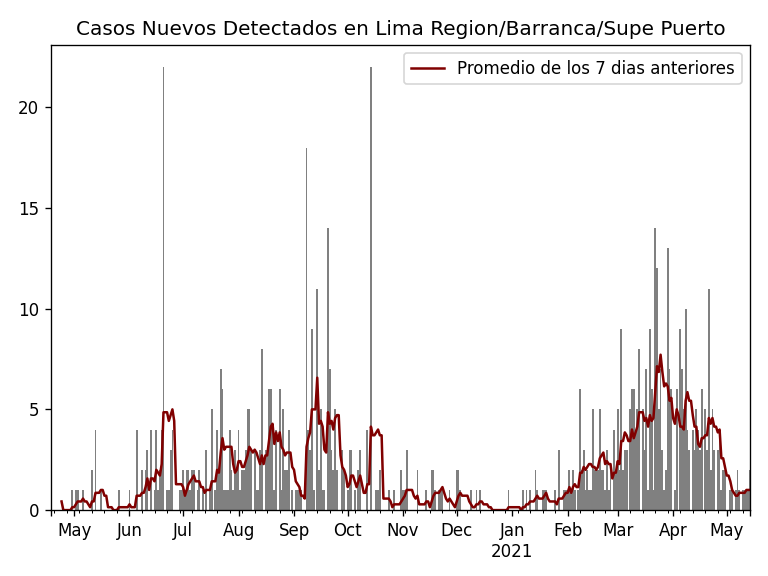 Casos Nuevos Detectados en Lima Region/Barranca/Supe Puerto
Promedio de los 7 dias anteriores
20
15
10
5
0
May Jun Jul Aug Sep Oct Nov Dec Jan Feb Mar Apr May
2021